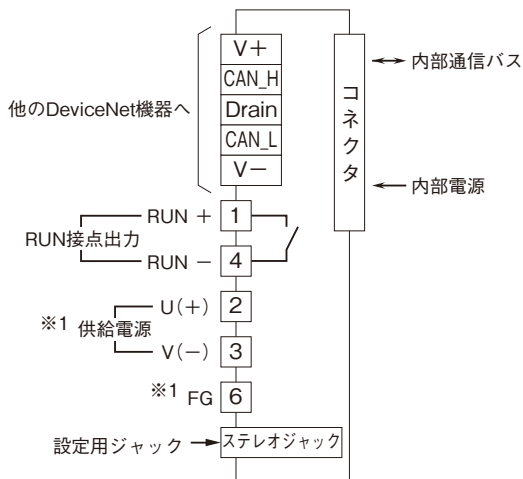 V+
CAN_H
Drain
CAN_L
V−
他のDeviceNet機器へ
コネクタ
内部通信バス
内部電源
RUN + 1
RUN接点出力
RUN − 4
U(+) 2
※1 供給電源
V(−) 3
※1 FG 6
設定用ジャック ステレオジャック